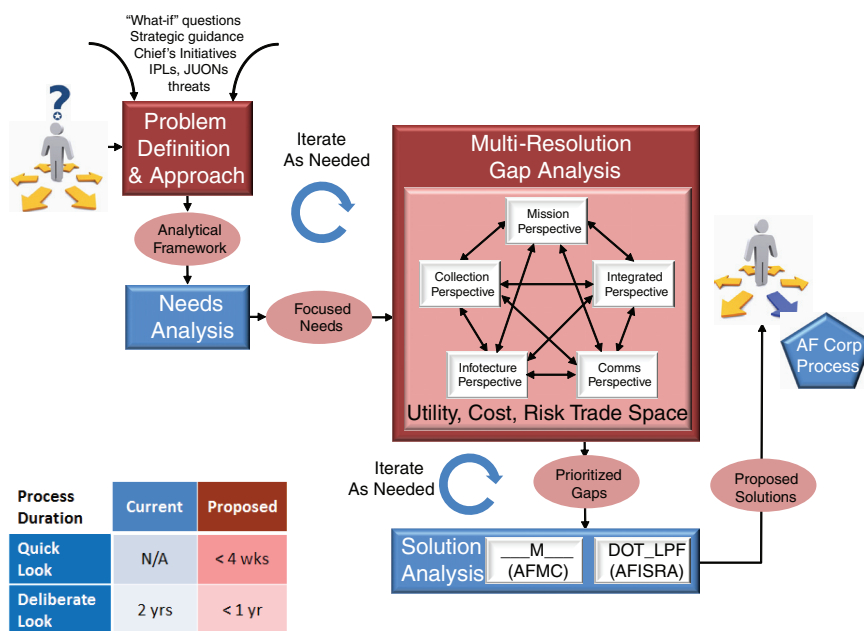 “What-if” questions
Strategic guidance
Chief’s Initiatives
IPLs, JUONs
threats
?
Problem
Definition
& Approach
Iterate
As Needed
Analytical
Framework
Needs
Analysis
Focused
Needs
Multi-Resolution
Gap Analysis
Mission
Perspective
Collection
Perspective
Integrated
Perspective
Infotecture
Perspective
Comms
Perspective
Utility, Cost, Risk Trade Space
AF Corp
Process
Iterate
As Needed
Prioritized
Gaps
Proposed
Solutions
Solution
Analysis
___M___
(AFMC)
DOT_LPF
(AFISRA)
Process
Duration
Current
Proposed
Quick
Look
N/A
< 4 wks
Deliberate
Look
2 yrs
< 1 yr